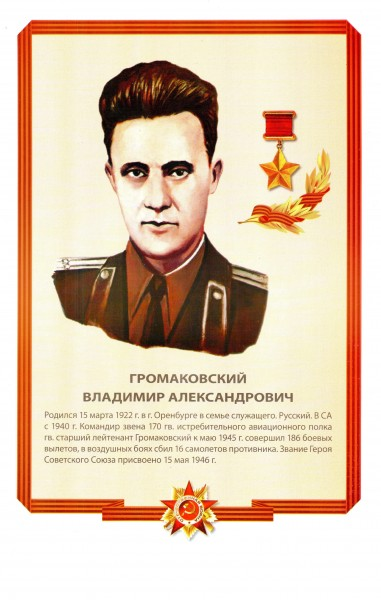 ГРОМАКОВСКИЙ
ВЛАДИМИР АЛЕКСАНДРОВИЧ
Родился 15 марта 1922 г. в г. Оренбурге в семье служащего. Русский. В СА
с 1940 г. Командир звена 170 гв. истребительного авиационного полка
гв. старший лейтенант Громаковский к маю 1945 г. совершил 186 боевых
вылетов, в воздушных боях сбил 16 самолетов противника. Звание Героя
Советского Союза присвоено 15 мая 1946 г.